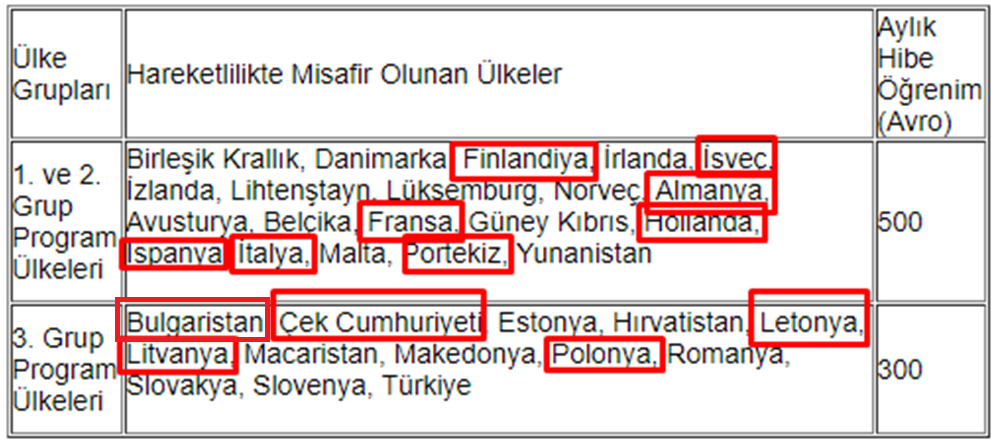 Ülke Grupları
Hareketlilikte Misafir Olunan Ülkeler
Aylık
Hibe
Öğrenim
(Avro)
1. ve 2.
Grup
Program
Ülkeleri
Birleşik Krallık, Danimarka, Finlandiya, İrlanda, İsveç,
İzlanda, Lihtenştayn, Lüksemburg, Norveç, Almanya,
Avusturya, Belçika, Fransa, Güney Kıbrıs, Hollanda,
İspanya, İtalya, Malta, Portekiz, Yunanistan
500
3. Grup
Program
Ülkeleri
Bulgaristan, Çek Cumhuriyeti, Estonya, Hırvatistan, Letonya,
Litvanya, Macaristan, Makedonya, Polonya, Romanya,
Slovakya, Slovenya, Türkiye
300